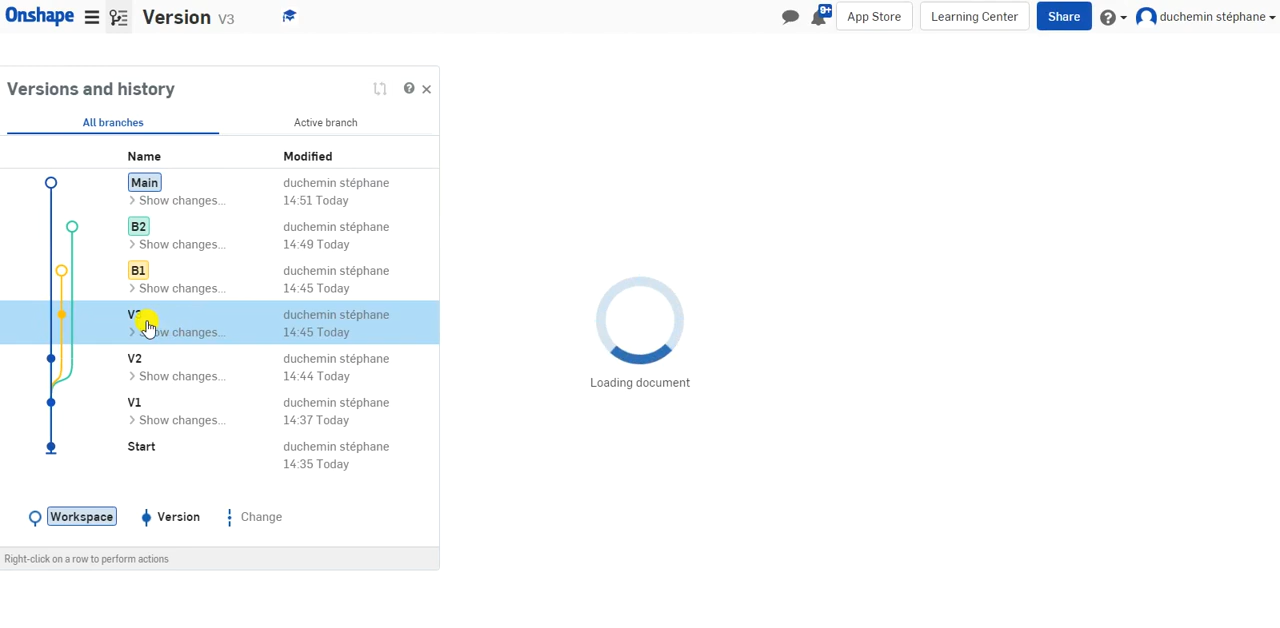 Onshape Version V3 9+ App Store Learning Center Share ? duchemin stéphane
Versions and history ?
All branches Active branch
Name Modified
Main duchemin stéphane
Show changes... 14:51 Today
B2 duchemin stéphane
Show changes... 14:49 Today
B1 duchemin stéphane
Show changes... 14:45 Today
duchemin stéphane
changes... 14:45 Today
V2 duchemin stéphane
Show changes... 14:44 Today
V1 duchemin stéphane
Show changes... 14:37 Today
Start duchemin stéphane
14:35 Today
Workspace Version Change
Right-click on a row to perform actions
Loading document